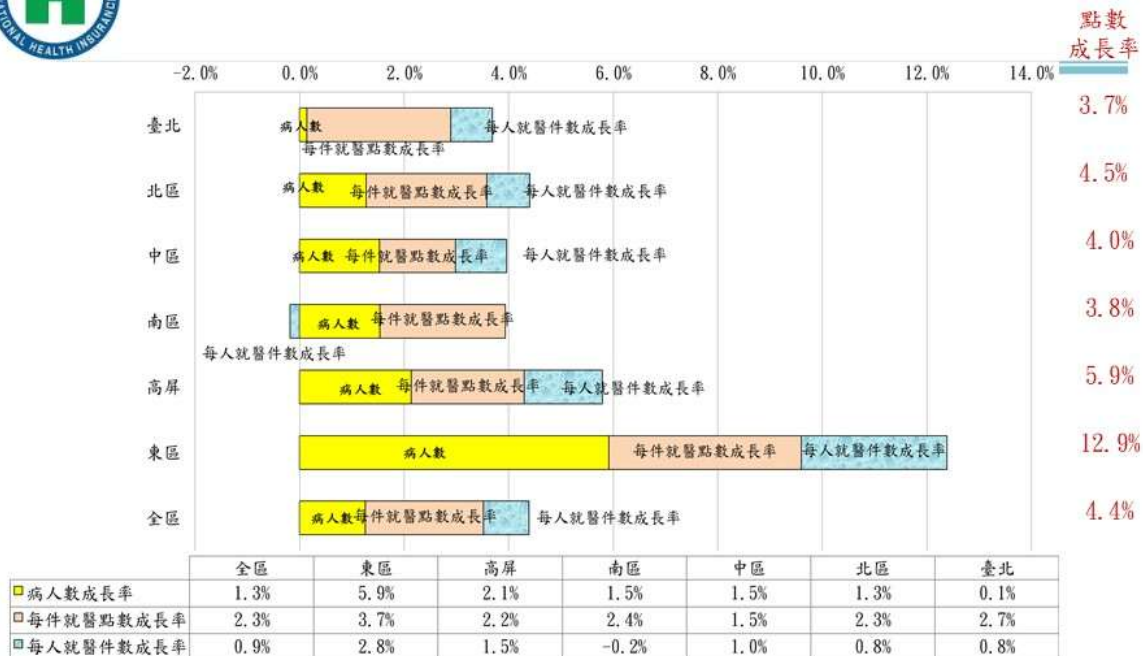 NATIONAL HEALTH INSURANCE
點數
成長率
-2.0% 0.0% 2.0% 4.0% 6.0% 8.0% 10.0% 12.0% 14.0%
臺北 病人數 每人就醫件數成長率 3.7%
每件就醫點數成長率
北區 病人數 每件就醫點數成長率 每人就醫件數成長率 4.5%
中區 病人數 每件就醫點數成長率 每人就醫件數成長率 4.0%
南區 病人數 每件就醫點數成長率 3.8%
每人就醫件數成長率
高屏 病人數 每件就醫點數成長率 每人就醫件數成長率 5.9%
東區 病人數 每件就醫點數成長率 每人就醫件數成長率 12.9%
全區 病人數 每件就醫點數成長率 每人就醫件數成長率 4.4%
全區 東區 高屏 南區 中區 北區 臺北
病人數成長率 1.3% 5.9% 2.1% 1.5% 1.5% 1.3% 0.1%
每件就醫點數成長率 2.3% 3.7% 2.2% 2.4% 1.5% 2.3% 2.7%
每人就醫件數成長率 0.9% 2.8% 1.5% -0.2% 1.0% 0.8% 0.8%